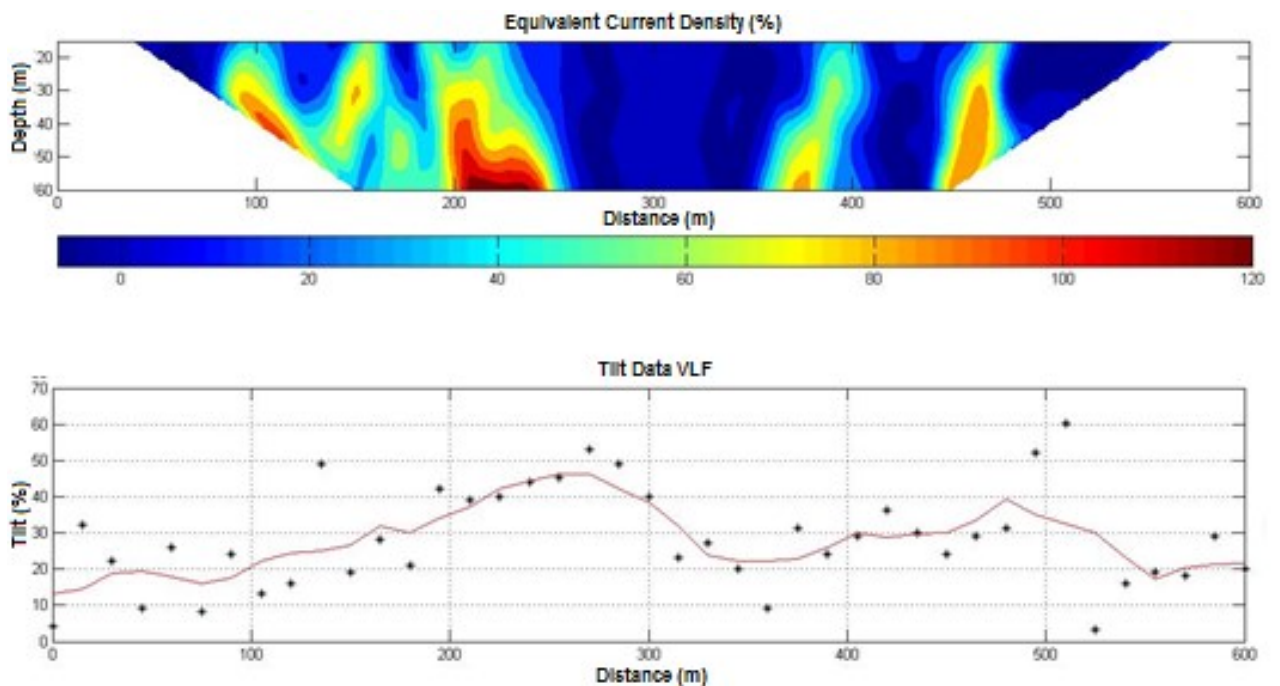 Equivalent Current Density (%)
Depth (m)
20
30
40
50
60
0 100 200 300 400 500 600
Distance (m)
0 20 40 60 80 100 120
Tilt Data VLF
Tilt (%)
70
60
50
40
30
20
10
0
0 100 200 300 400 500 600
Distance (m)